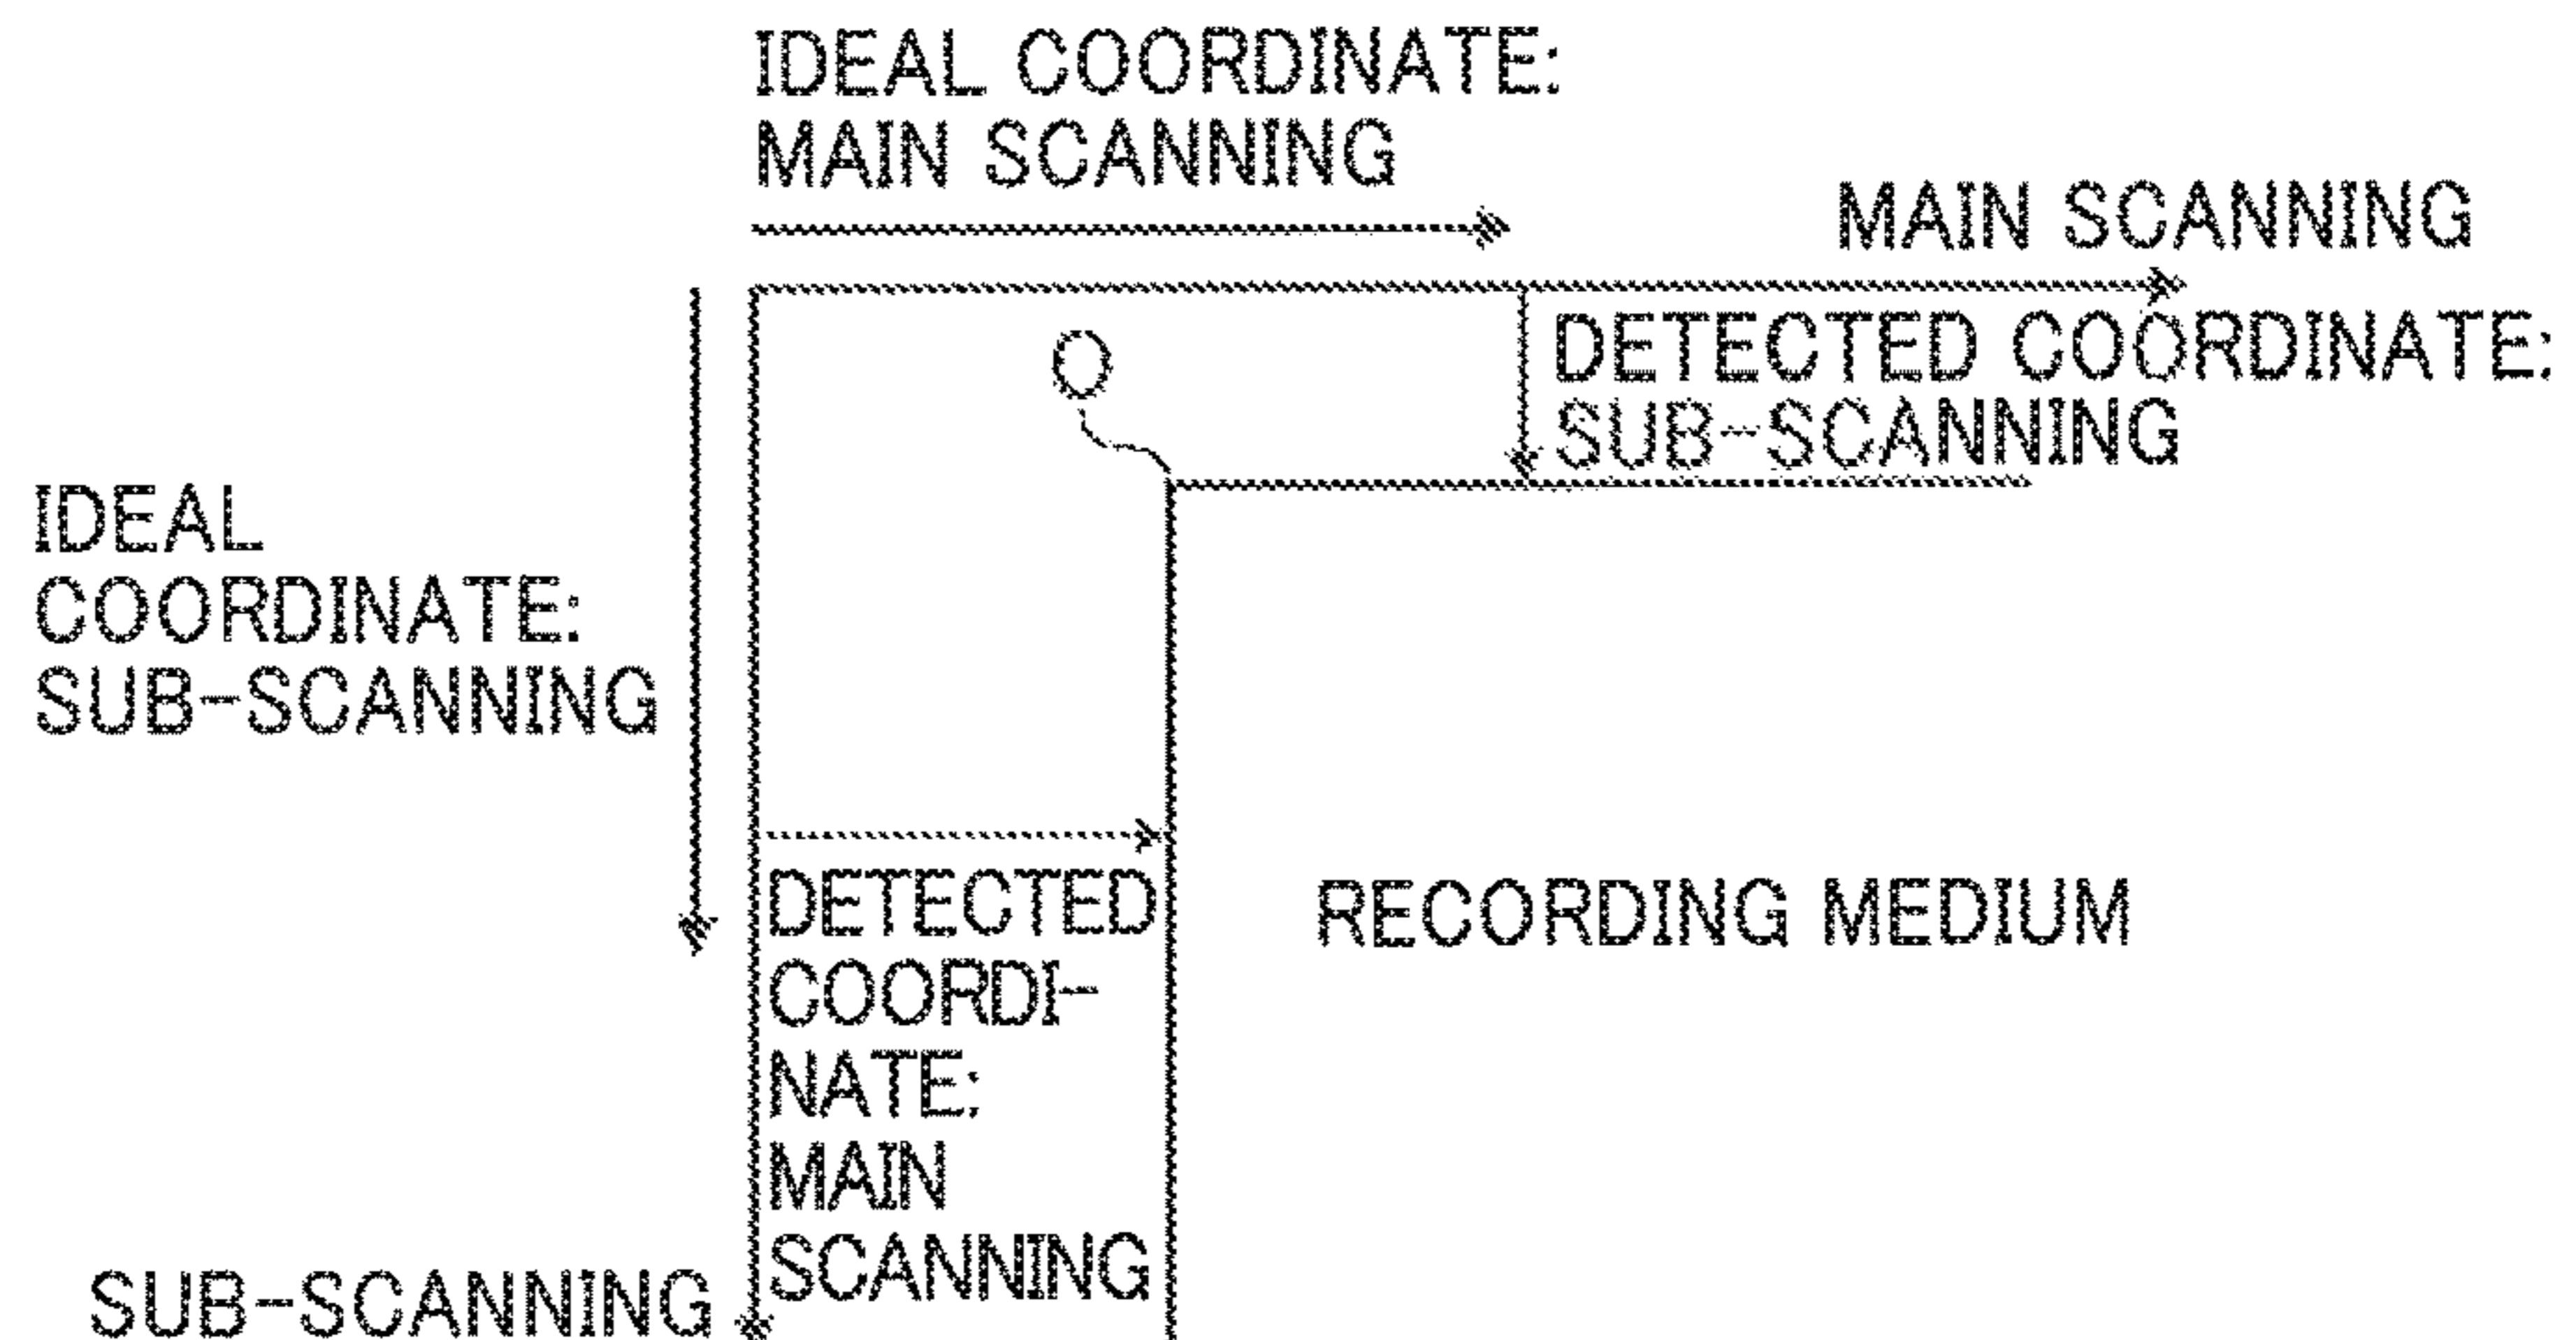 IDEAL COORDINATE:
MAIN SCANNING
MAIN SCANNING
O
DETECTED COORDINATE:
SUB-SCANNING
IDEAL
COORDINATE:
SUB-SCANNING
DETECTED
COORDI-
NATE:
MAIN
SCANNING
RECORDING MEDIUM
SUB-SCANNING